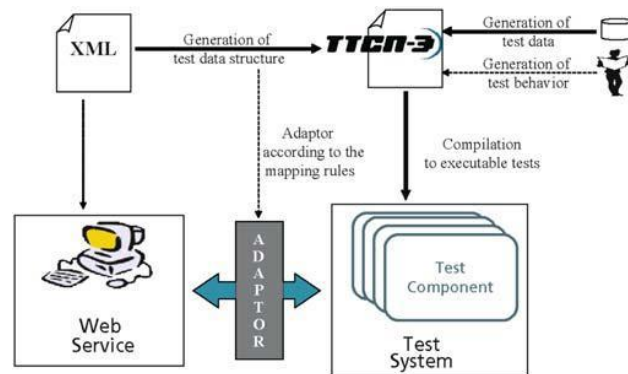 XML
Generation of
test data structure
TTCN-3
Generation of
test data
Generation of
test behavior
Adaptor
according to the
mapping rules
Compilation
to executable tests
ADAPTOR
Web
Service
Test
Component
Test
System